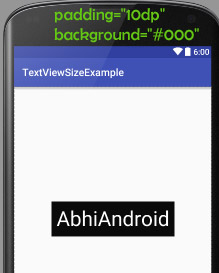 padding="10dp"
background="#000"
6:00
TextViewSizeExample
AbhiAndroid